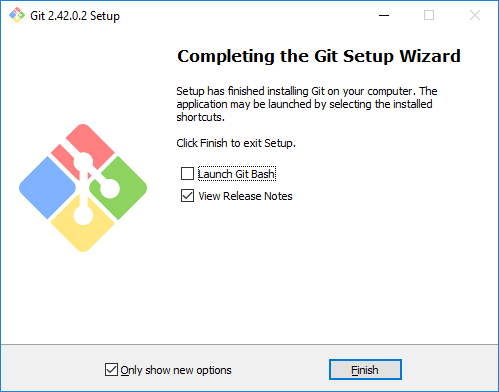 Git 2.42.0.2 Setup
Completing the Git Setup Wizard
Setup has finished installing Git on your computer. The
application may be launched by selecting the installed
shortcuts.
Click Finish to exit Setup.
Launch Git Bash
View Release Notes
Only show new options
Finish